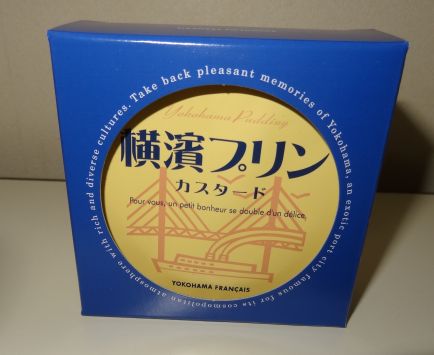 Take back pleasant memories of Yokohama, an exotic port city famous for its cosmopolitan atmosphere with rich and diverse cultures.
Yokohama Pudding
横濱プリン
カスタード
Pour vous, un petit bonheur se double d'un délice.
YOKOHAMA FRANÇAIS